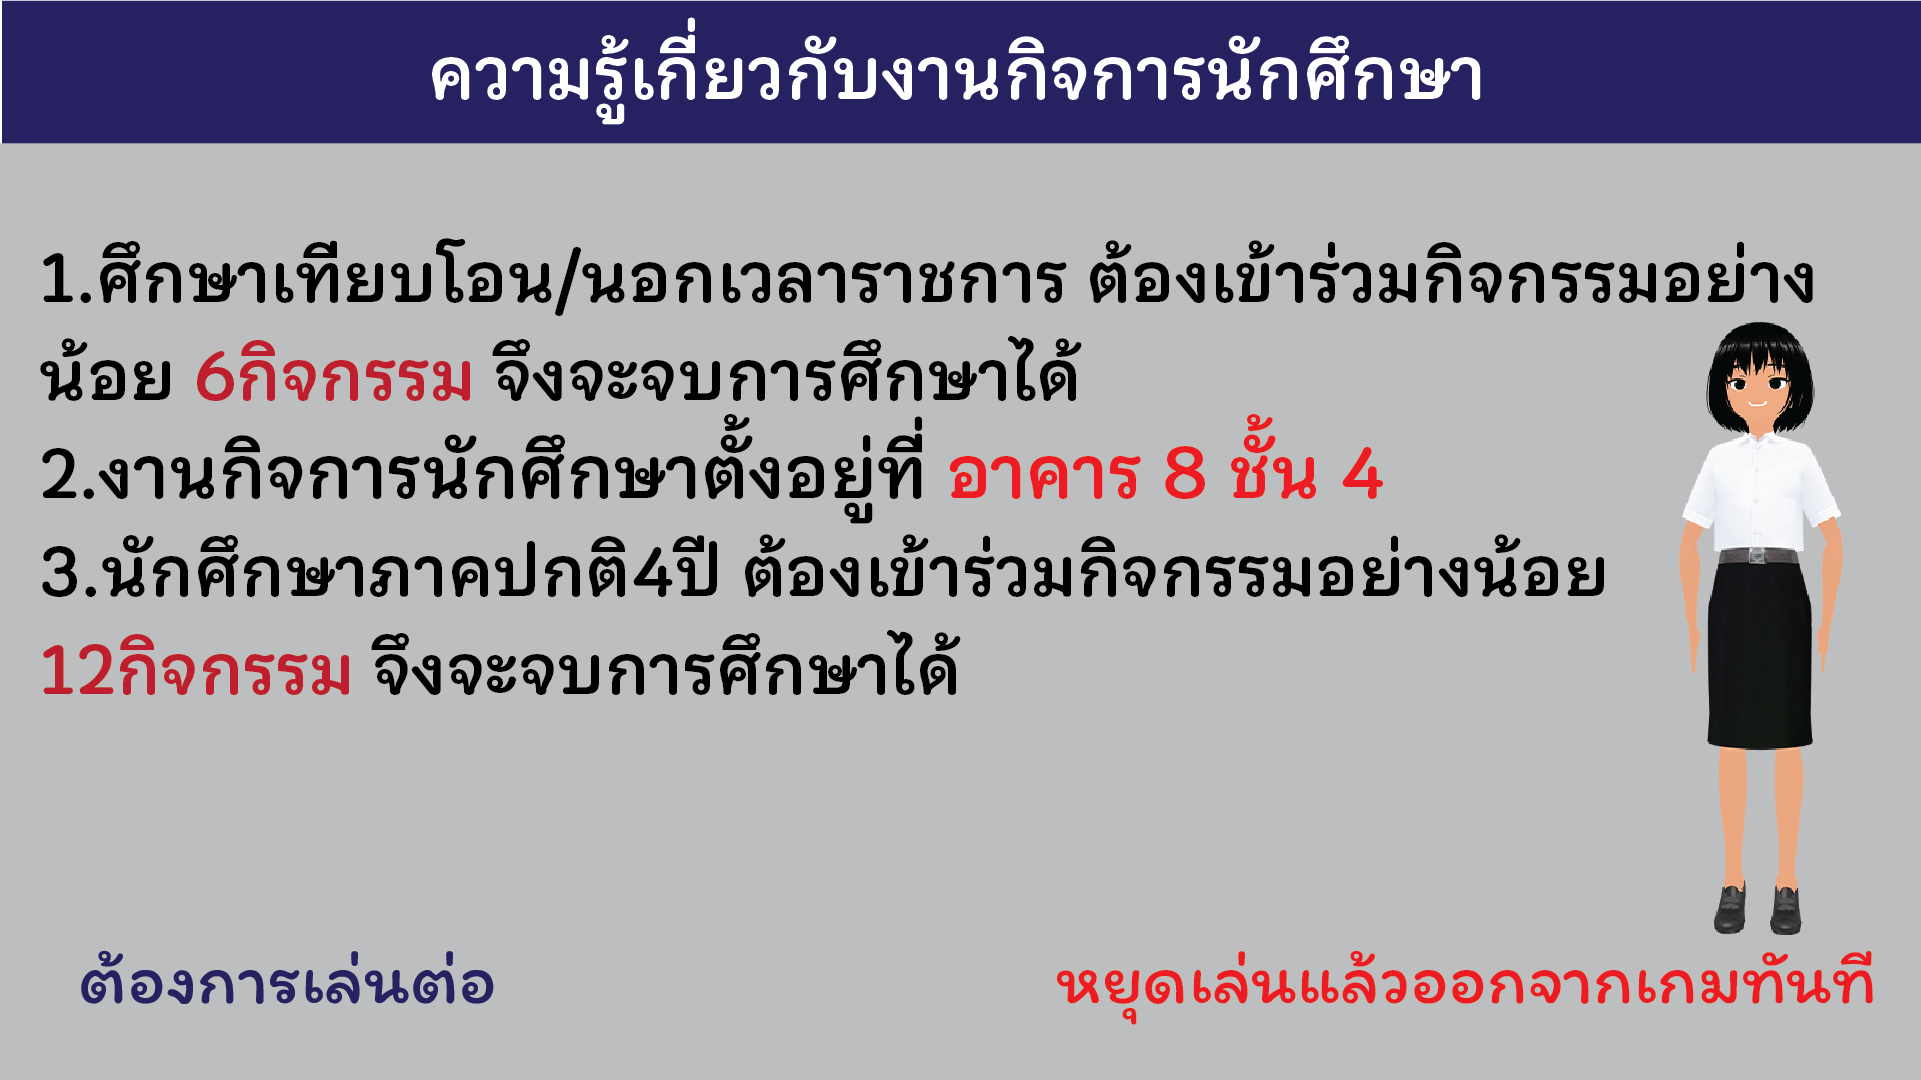 ความรู้เกี่ยวกับงานกิจการนักศึกษา
1.ศึกษาเทียบโอน/นอกเวลาราชการ ต้องเข้าร่วมกิจกรรมอย่าง
น้อย 6กิจกรรม จึงจะจบการศึกษาได้
2.งานกิจการนักศึกษาตั้งอยู่ที่ อาคาร 8 ชั้น 4
3.นักศึกษาภาคปกติ4ปี ต้องเข้าร่วมกิจกรรมอย่างน้อย
12กิจกรรม จึงจะจบการศึกษาได้
ต้องการเล่นต่อ
หยุดเล่นแล้วออกจากเกมทันที